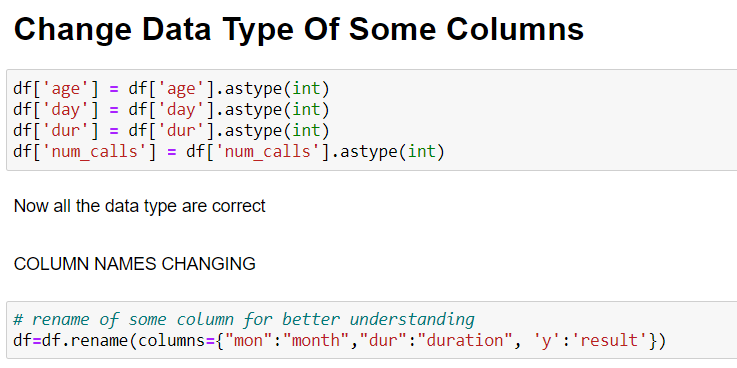 Change Data Type Of Some Columns
df['age'] = df['age'].astype(int)
df['day'] = df['day'].astype(int)
df['dur'] = df['dur'].astype(int)
df['num_calls'] = df['num_calls'].astype(int)
Now all the data type are correct
COLUMN NAMES CHANGING
# rename of some column for better understanding
df=df.rename(columns={"mon":"month","dur":"duration", 'y':'result'})